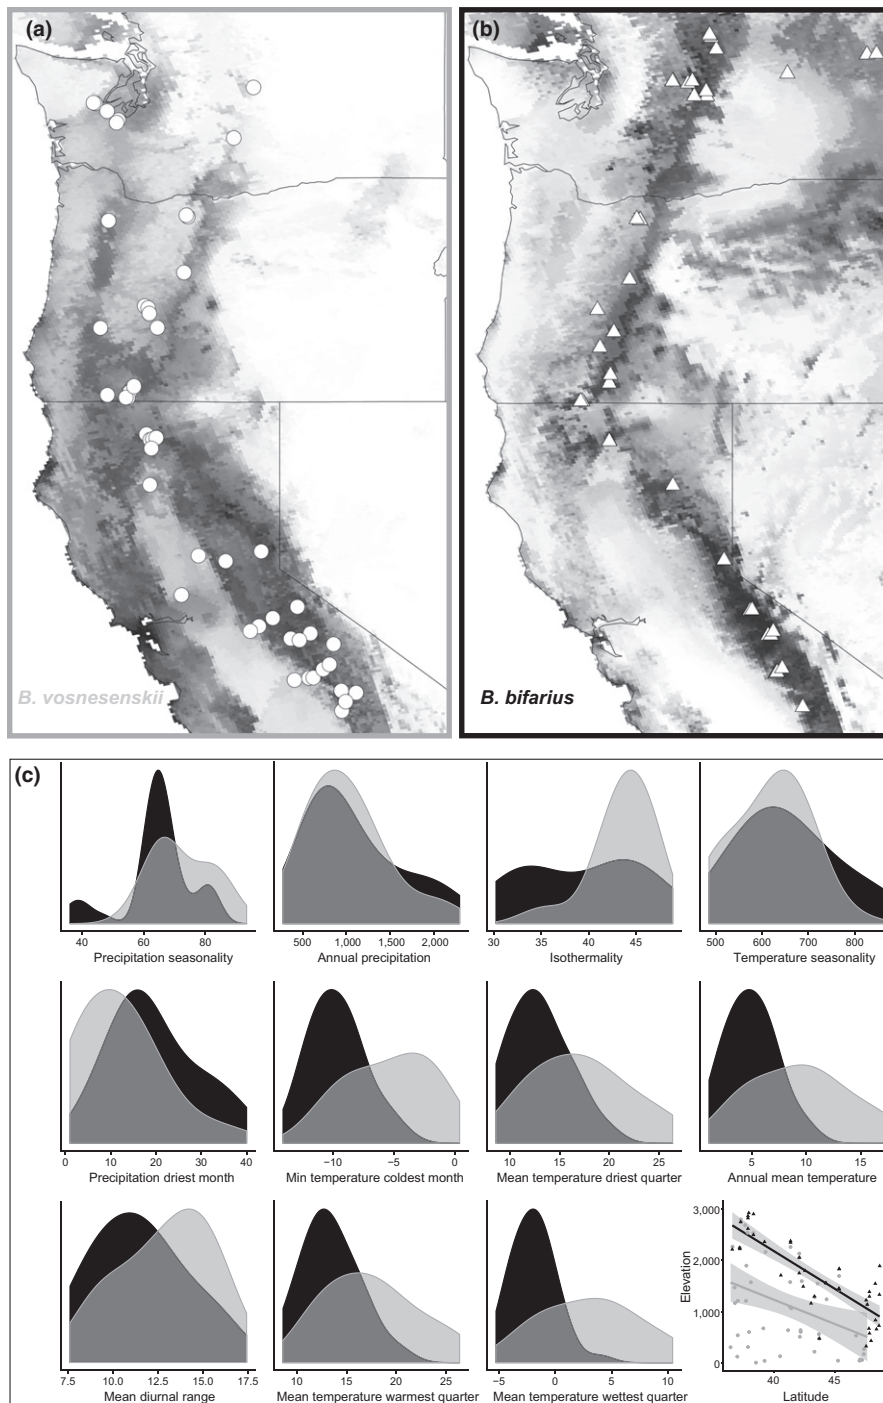 (a)
(b)
B. vosnesenskii
B. bifarius
(c)
40 60 80
Precipitation seasonality
500 1,000 1,500 2,000
Annual precipitation
30 35 40 45
Isothermality
500 600 700 800
Temperature seasonality
0 10 20 30 40
Precipitation driest month
−10 −5 0
Min temperature coldest month
10 15 20 25
Mean temperature driest quarter
5 10 15
Annual mean temperature
7.5 10.0 12.5 15.0 17.5
Mean diurnal range
10 15 20 25
Mean temperature warmest quarter
−5 0 5 10
Mean temperature wettest quarter
3,000
2,000
1,000
0
Elevation
40 45
Latitude